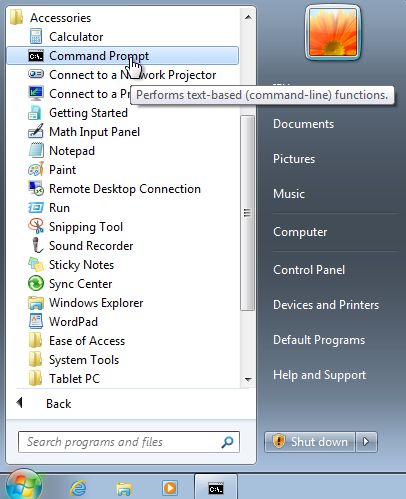 Accessories
Calculator
Command Prompt
Connect to a Network Projector
Connect to a Pr
Performs text-based (command-line) functions.
Getting Started
Math Input Panel
Notepad
Paint
Remote Desktop Connection
Run
Snipping Tool
Sound Recorder
Sticky Notes
Sync Center
Windows Explorer
WordPad
Ease of Access
System Tools
Tablet PC
Back
Search programs and files
Documents
Pictures
Music
Computer
Control Panel
Devices and Printers
Default Programs
Help and Support
Shut down